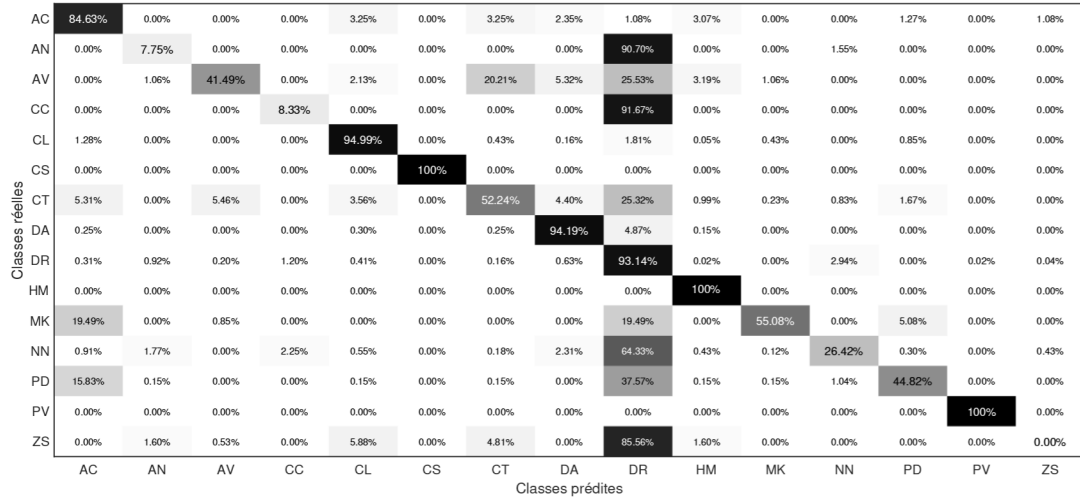 AC 84.63% 0.00% 0.00% 0.00% 3.25% 0.00% 3.25% 2.35% 1.08% 3.07% 0.00% 0.00% 1.27% 0.00% 1.08%
AN 0.00% 7.75% 0.00% 0.00% 0.00% 0.00% 0.00% 0.00% 90.70% 0.00% 0.00% 1.55% 0.00% 0.00% 0.00%
AV 0.00% 1.06% 41.49% 0.00% 2.13% 0.00% 20.21% 5.32% 25.53% 3.19% 1.06% 0.00% 0.00% 0.00% 0.00%
CC 0.00% 0.00% 0.00% 8.33% 0.00% 0.00% 0.00% 0.00% 91.67% 0.00% 0.00% 0.00% 0.00% 0.00% 0.00%
CL 1.28% 0.00% 0.00% 0.00% 94.99% 0.00% 0.43% 0.16% 1.81% 0.05% 0.43% 0.00% 0.85% 0.00% 0.00%
CS 0.00% 0.00% 0.00% 0.00% 0.00% 100% 0.00% 0.00% 0.00% 0.00% 0.00% 0.00% 0.00% 0.00% 0.00%
CT 5.31% 0.00% 5.46% 0.00% 3.56% 0.00% 52.24% 4.40% 25.32% 0.99% 0.23% 0.83% 1.67% 0.00% 0.00%
DA 0.25% 0.00% 0.00% 0.00% 0.30% 0.00% 0.25% 94.19% 4.87% 0.15% 0.00% 0.00% 0.00% 0.00% 0.00%
DR 0.31% 0.92% 0.20% 1.20% 0.41% 0.00% 0.16% 0.63% 93.14% 0.02% 0.00% 2.94% 0.00% 0.02% 0.04%
HM 0.00% 0.00% 0.00% 0.00% 0.00% 0.00% 0.00% 0.00% 0.00% 100% 0.00% 0.00% 0.00% 0.00% 0.00%
MK 19.49% 0.00% 0.85% 0.00% 0.00% 0.00% 0.00% 0.00% 19.49% 0.00% 55.08% 0.00% 5.08% 0.00% 0.00%
NN 0.91% 1.77% 0.00% 2.25% 0.55% 0.00% 0.18% 2.31% 64.33% 0.43% 0.12% 26.42% 0.30% 0.00% 0.43%
PD 15.83% 0.15% 0.00% 0.00% 0.15% 0.00% 0.15% 0.00% 37.57% 0.15% 0.15% 1.04% 44.82% 0.00% 0.00%
PV 0.00% 0.00% 0.00% 0.00% 0.00% 0.00% 0.00% 0.00% 0.00% 0.00% 0.00% 0.00% 0.00% 100% 0.00%
ZS 0.00% 1.60% 0.53% 0.00% 5.88% 0.00% 4.81% 0.00% 85.56% 1.60% 0.00% 0.00% 0.00% 0.00% 0.00%
AC AN AV CC CL CS CT DA DR HM MK NN PD PV ZS
Classes prédites
Classes réelles